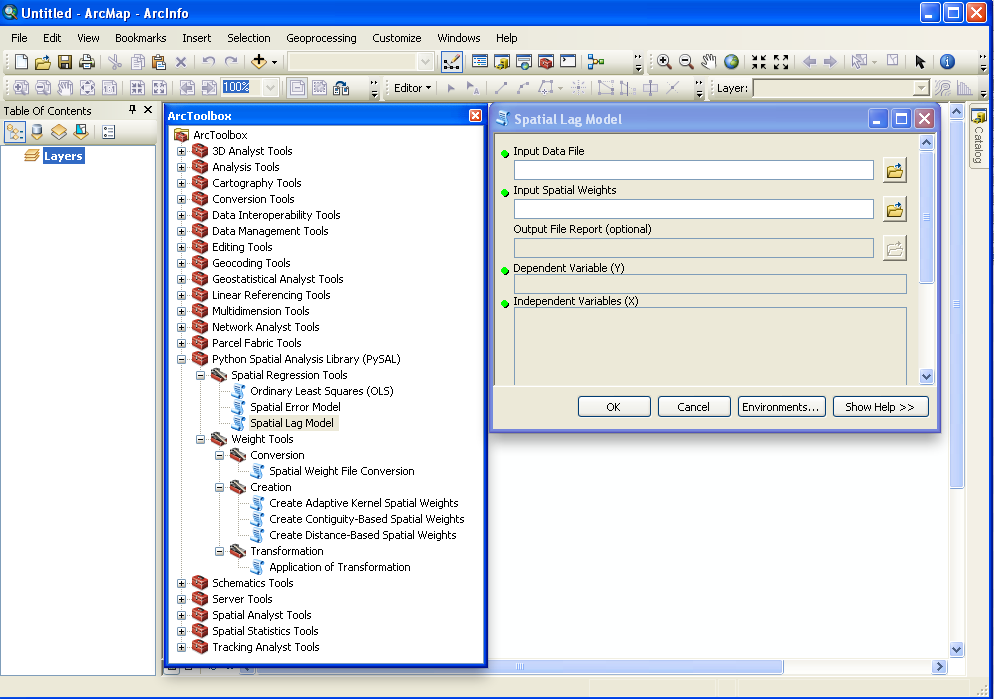 Untitled - ArcMap - ArcInfo
File Edit View Bookmarks Insert Selection Geoprocessing Customize Windows Help
100% Editor Layer:
Table Of Contents
Layers
ArcToolbox
ArcToolbox
3D Analyst Tools
Analysis Tools
Cartography Tools
Conversion Tools
Data Interoperability Tools
Data Management Tools
Editing Tools
Geocoding Tools
Geostatistical Analyst Tools
Linear Referencing Tools
Multidimension Tools
Network Analyst Tools
Parcel Fabric Tools
Python Spatial Analysis Library (PySAL)
Spatial Regression Tools
Ordinary Least Squares (OLS)
Spatial Error Model
Spatial Lag Model
Weight Tools
Conversion
Spatial Weight File Conversion
Creation
Create Adaptive Kernel Spatial Weights
Create Contiguity-Based Spatial Weights
Create Distance-Based Spatial Weights
Transformation
Application of Transformation
Schematics Tools
Server Tools
Spatial Analyst Tools
Spatial Statistics Tools
Tracking Analyst Tools
Spatial Lag Model
Input Data File
Input Spatial Weights
Output File Report (optional)
Dependent Variable (Y)
Independent Variables (X)
OK Cancel Environments... Show Help >>
Catalog